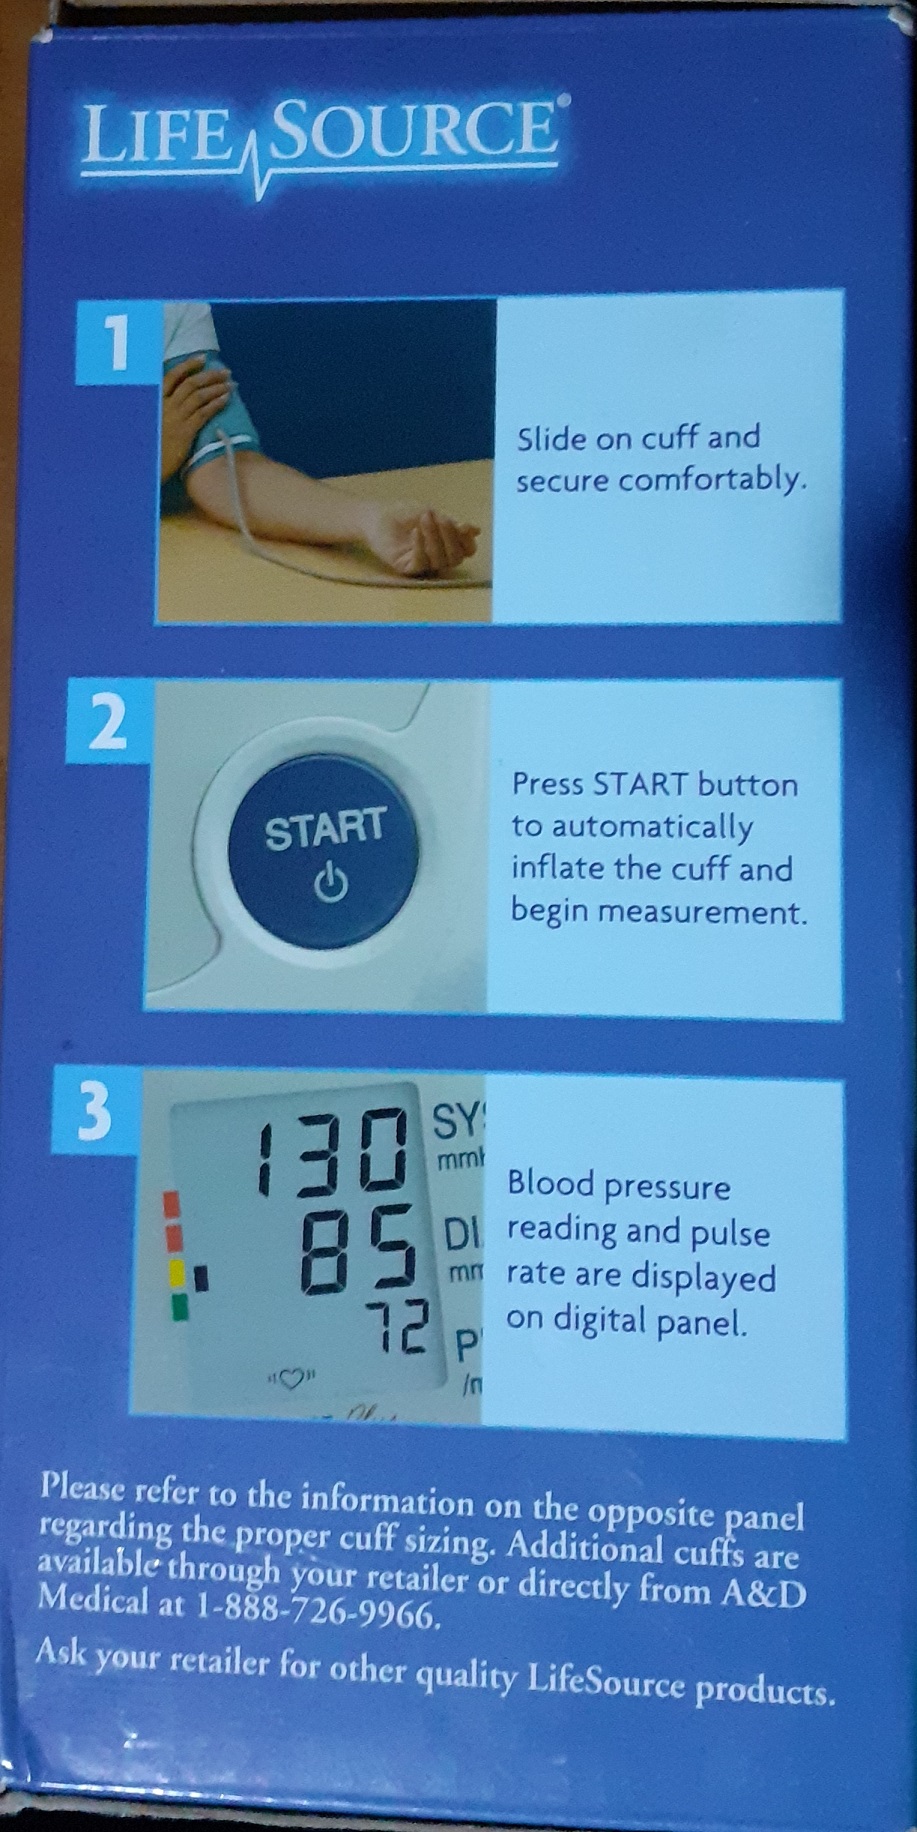 LIFE SOURCE®
1
Slide on cuff and
secure comfortably.
2
START
Press START button
to automatically
inflate the cuff and
begin measurement.
3
130 SYS
mmH
85 DI
mm
72 P
/m
Blood pressure
reading and pulse
rate are displayed
on digital panel.
Please refer to the information on the opposite panel
regarding the proper cuff sizing. Additional cuffs are
available through your retailer or directly from A&D
Medical at 1-888-726-9966.
Ask your retailer for other quality LifeSource products.